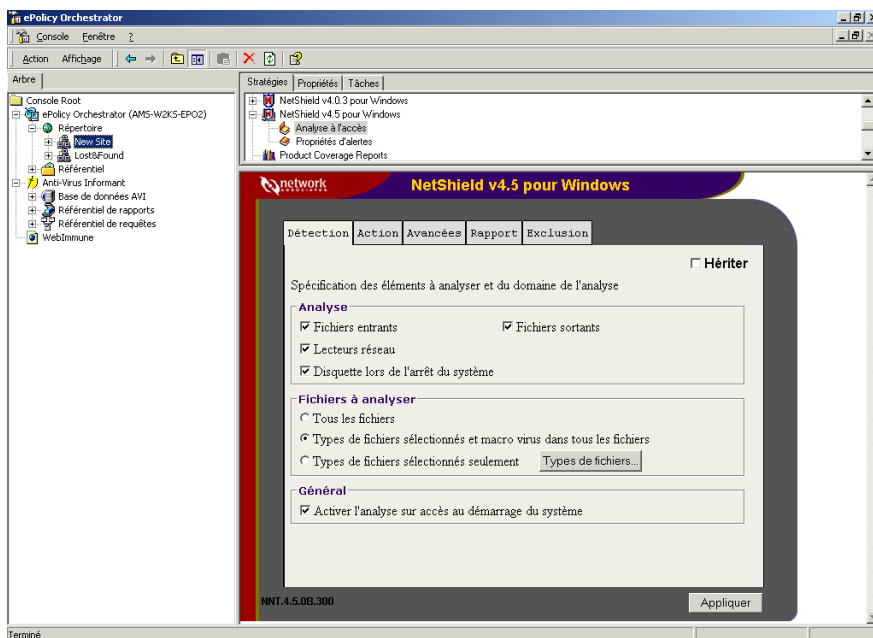 ePolicy Orchestrator
Console Fenêtre ?
Action Affichage
Arbre
Console Root
ePolicy Orchestrator (AMS-W2KS-EPO2)
Répertoire
New Site
Lost&Found
Référentiel
Anti-Virus Informant
Base de données AVI
Référentiel de rapports
Référentiel de requêtes
WebImmune
Stratégies Propriétés Tâches
NetShield v4.0.3 pour Windows
NetShield v4.5 pour Windows
Analyse à l'accès
Propriétés d'alertes
Product Coverage Reports
network
ASSOCIATES
NetShield v4.5 pour Windows
Détection Action Avancées Rapport Exclusion
Hériter
Spécification des éléments à analyser et du domaine de l'analyse
Analyse
Fichiers entrants Fichiers sortants
Lecteurs réseau
Disquette lors de l'arrêt du système
Fichiers à analyser
Tous les fichiers
Types de fichiers sélectionnés et macro virus dans tous les fichiers
Types de fichiers sélectionnés seulement Types de fichiers...
Général
Activer l'analyse sur accès au démarrage du système
NNT.4.5.0B.300
Appliquer
Terminé